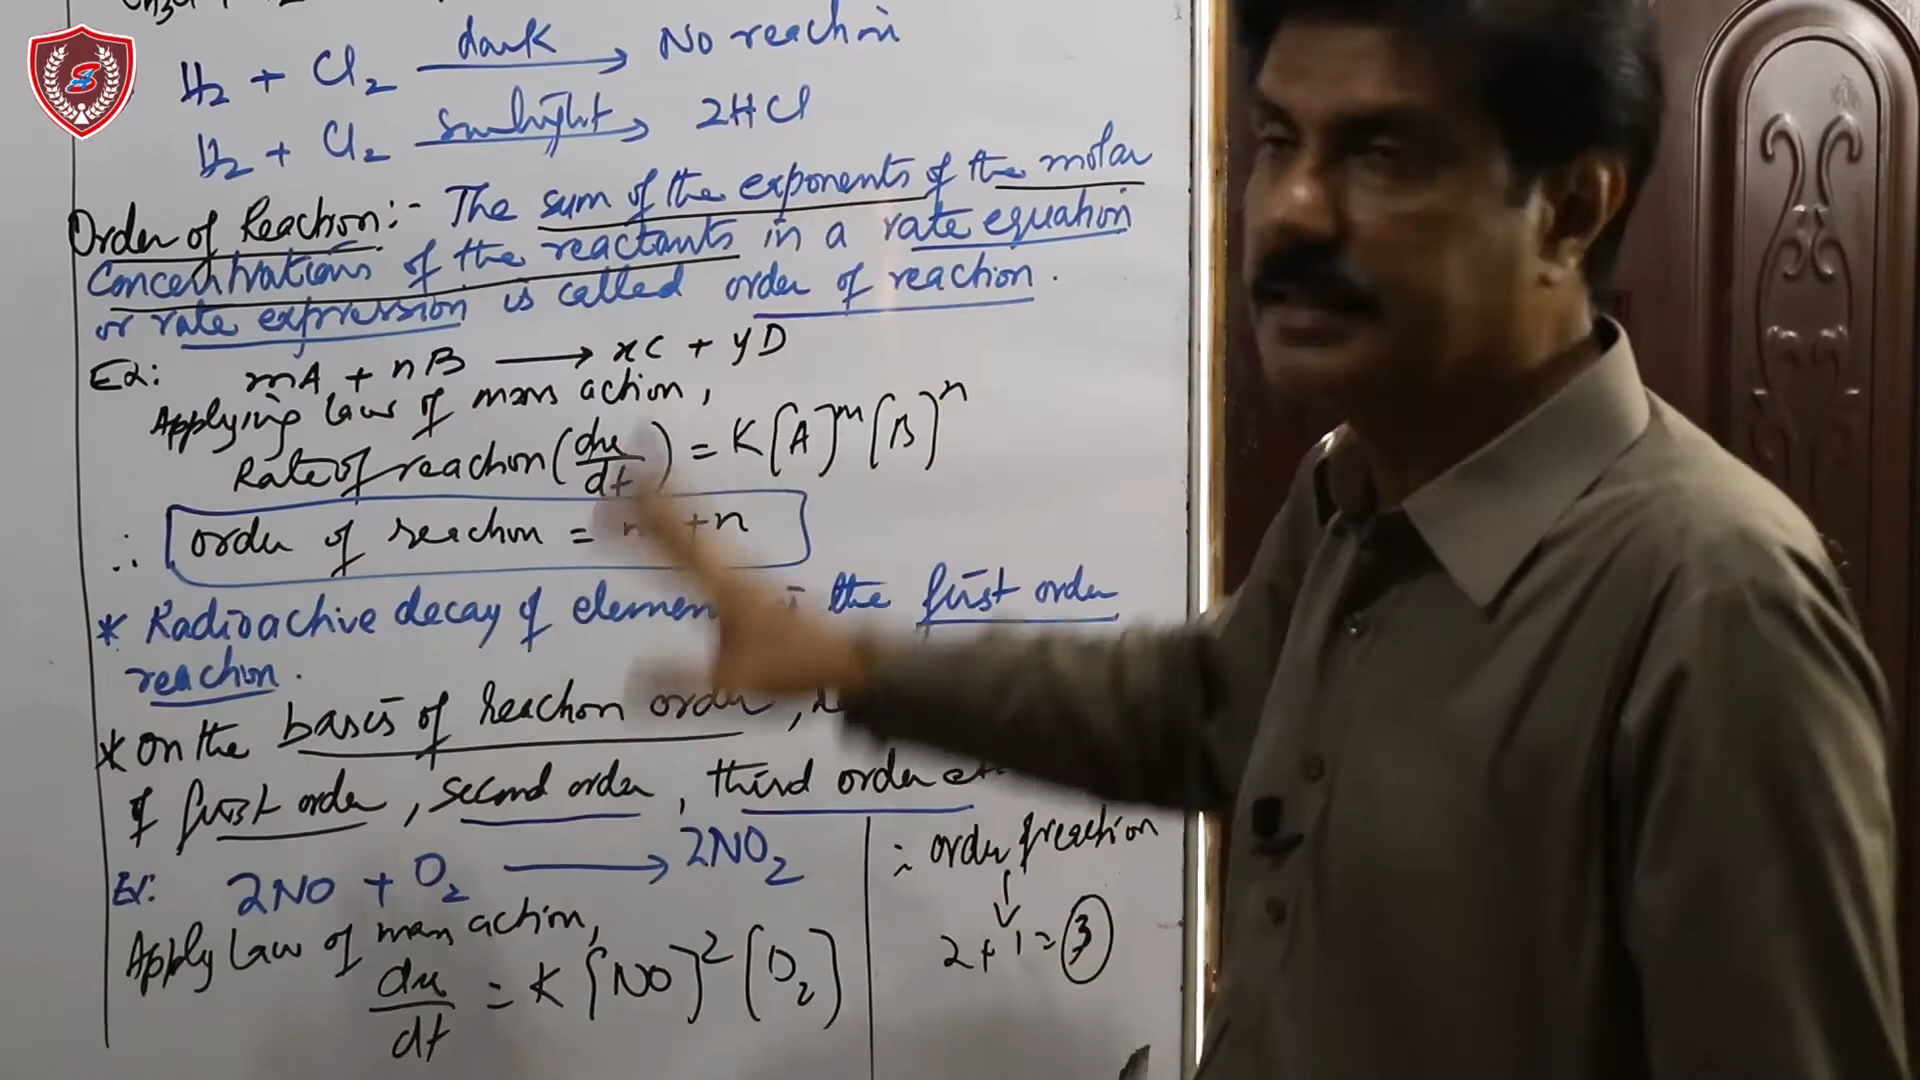 H₂ + Cl₂ dark → No reaction
H₂ + Cl₂ sunlight → 2HCl
Order of Reaction:- The sum of the exponents of the molar
Concentrations of the reactants in a rate equation
or rate expression is called order of reaction.
Ex: mA + nB → xC + yD
Applying law of mass action,
Rate of reaction (dx/dt) = K[A]^m [B]^n
∴ order of reaction = +n
* Radioactive decay of the first order
reaction.
* On the basis of reaction order,
of first order, second order, third order
Ex: 2NO + O₂ → 2NO₂
Apply law of mass action,
dx/dt = K[NO]² [O₂]
∴ order of reaction
↓
2+1=3